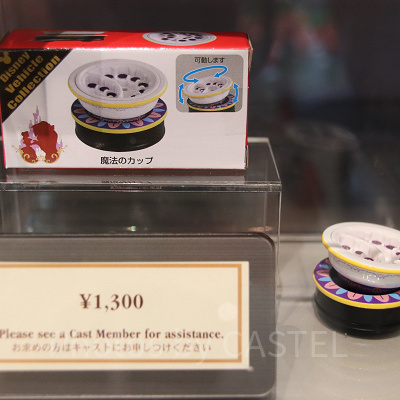 Disney
Vehicle
Collection
可動します
魔法のカップ
¥1,300
Please see a Cast Member for assistance.
お求めの方はキャストにお申しつけください
CASTEL